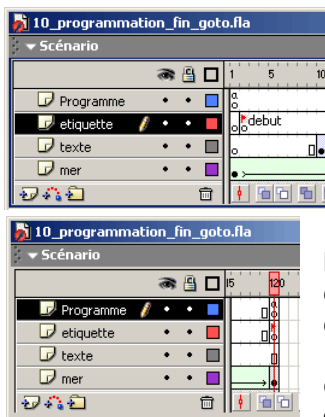 10_programmation_fin_goto.fla
Scénario
1 5 10
Programme
a
etiquette
debut
texte
mer
10_programmation_fin_goto.fla
Scénario
15 120
Programme
a
etiquette
texte
mer